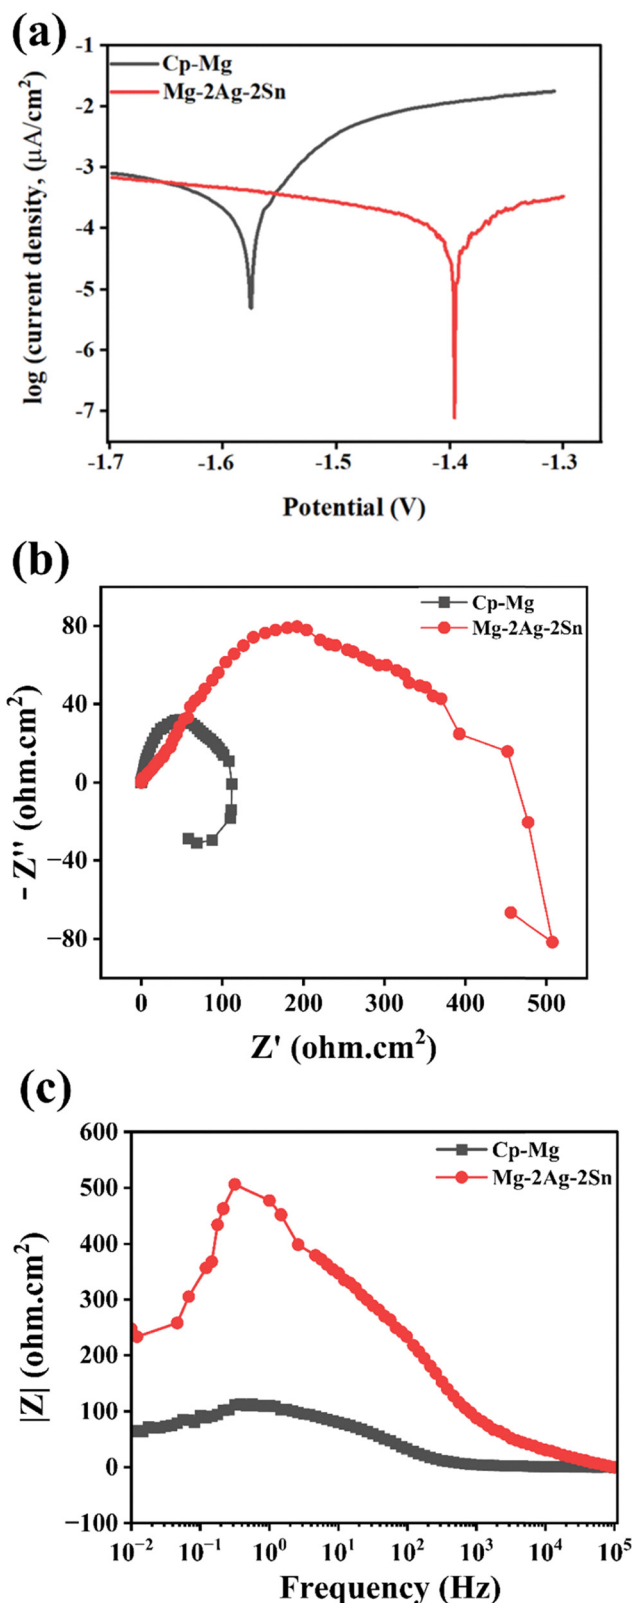 (a)
-1
-2
-3
-4
-5
-6
-7
log (current density, (μA/cm²)
Cp-Mg
Mg-2Ag-2Sn
-1.7 -1.6 -1.5 -1.4 -1.3
Potential (V)
(b)
80
40
0
−40
−80
- Z'' (ohm.cm²)
Cp-Mg
Mg-2Ag-2Sn
0 100 200 300 400 500
Z' (ohm.cm²)
(c)
600
500
400
300
200
100
0
−100
|Z| (ohm.cm²)
Cp-Mg
Mg-2Ag-2Sn
10⁻² 10⁻¹ 10⁰ 10¹ 10² 10³ 10⁴ 10⁵
Frequency (Hz)